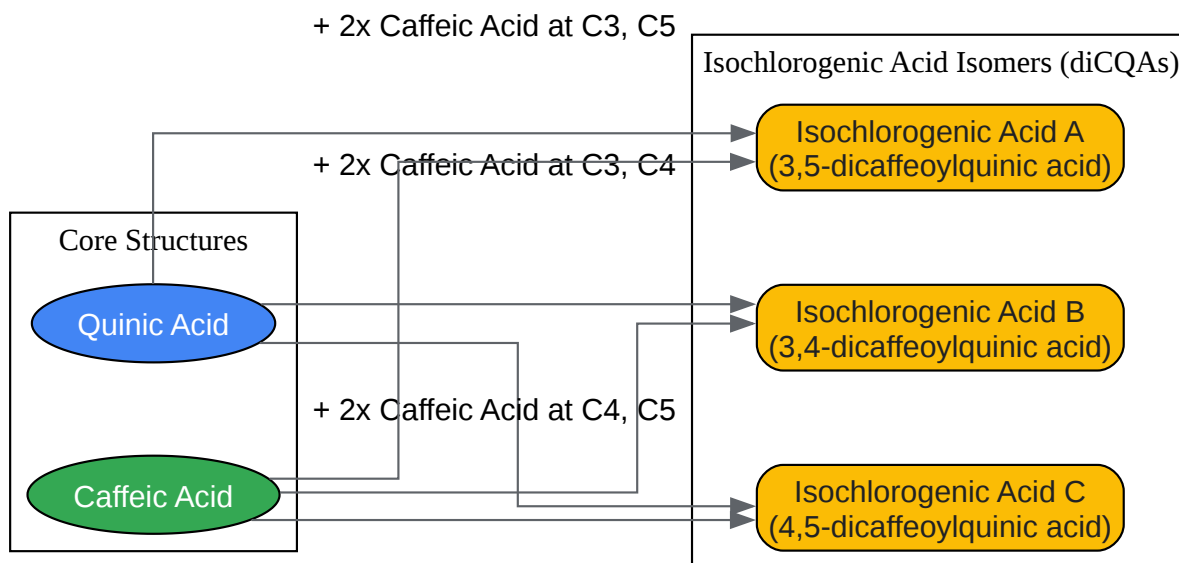 + 2x Caffeic Acid at C3, C5
Isochlorogenic Acid Isomers (diCQAs)
Isochlorogenic Acid A
(3,5-dicaffeoylquinic acid)
+ 2x Caffeic Acid at C3, C4
Core Structures
Quinic Acid
Isochlorogenic Acid B
(3,4-dicaffeoylquinic acid)
+ 2x Caffeic Acid at C4, C5
Caffeic Acid
Isochlorogenic Acid C
(4,5-dicaffeoylquinic acid)